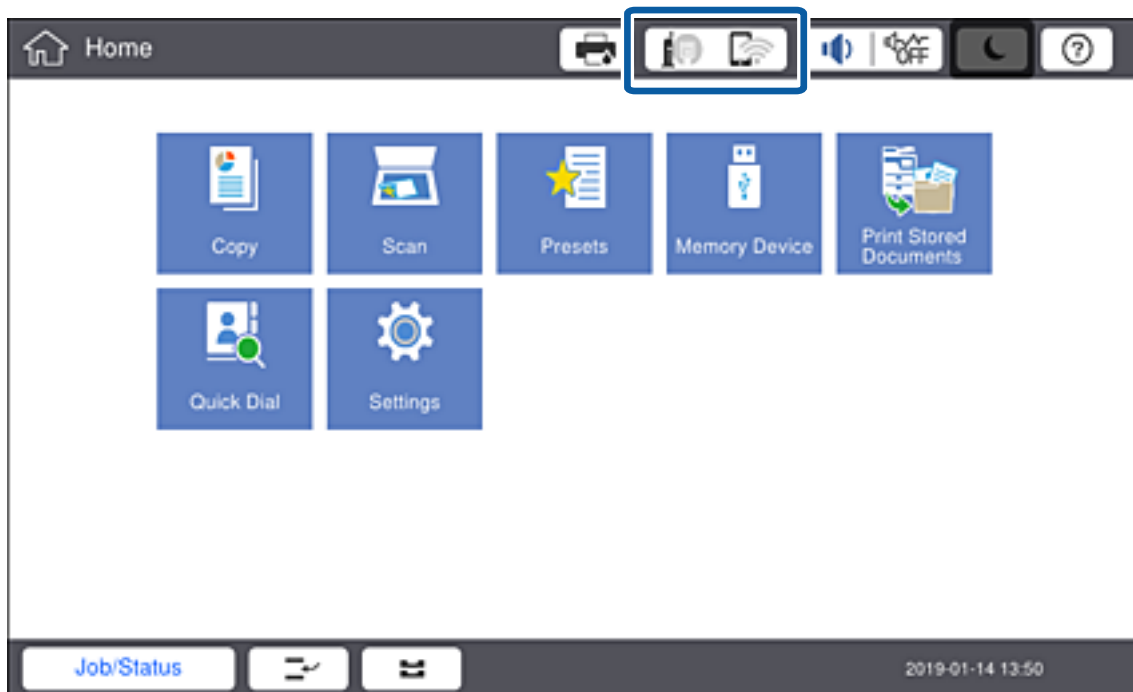 Home
OFF
?
Copy
Scan
Presets
Memory Device
Print Stored
Documents
Quick Dial
Settings
Job/Status
2019-01-14 13:50